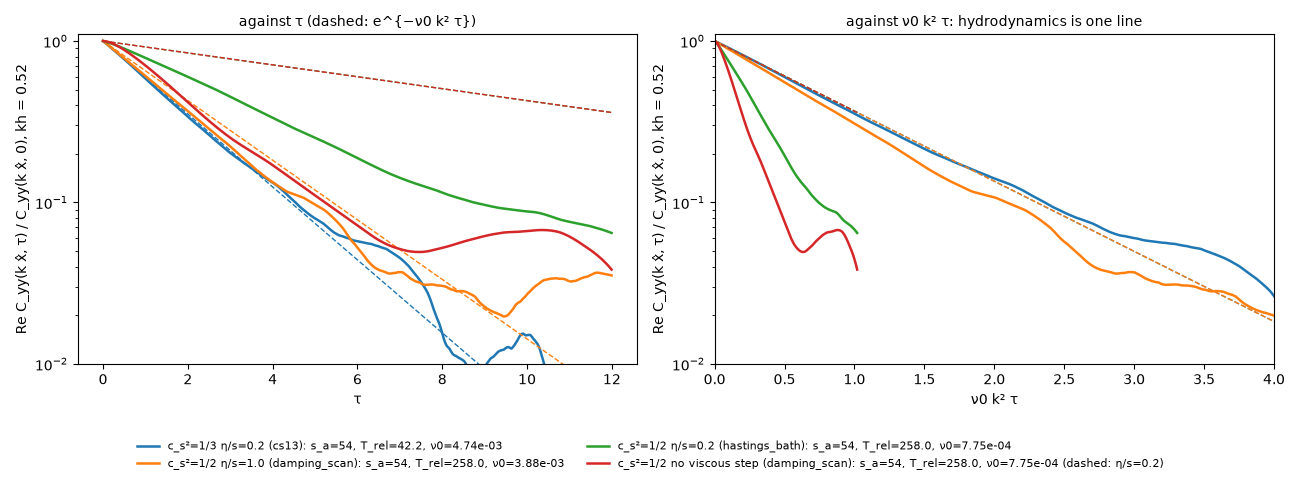 against τ (dashed: e^{−ν0 k² τ})
Re C_yy(k x̂, τ) / C_yy(k x̂, 0), kh = 0.52
10⁰
10⁻¹
10⁻²
0 2 4 6 8 10 12
τ
against ν0 k² τ: hydrodynamics is one line
Re C_yy(k x̂, τ) / C_yy(k x̂, 0), kh = 0.52
10⁰
10⁻¹
10⁻²
0.0 0.5 1.0 1.5 2.0 2.5 3.0 3.5 4.0
ν0 k² τ
c_s²=1/3 η/s=0.2 (cs13): s_a=54, T_rel=42.2, ν0=4.74e-03
c_s²=1/2 η/s=1.0 (damping_scan): s_a=54, T_rel=258.0, ν0=3.88e-03
c_s²=1/2 η/s=0.2 (hastings_bath): s_a=54, T_rel=258.0, ν0=7.75e-04
c_s²=1/2 no viscous step (damping_scan): s_a=54, T_rel=258.0, ν0=7.75e-04 (dashed: η/s=0.2)